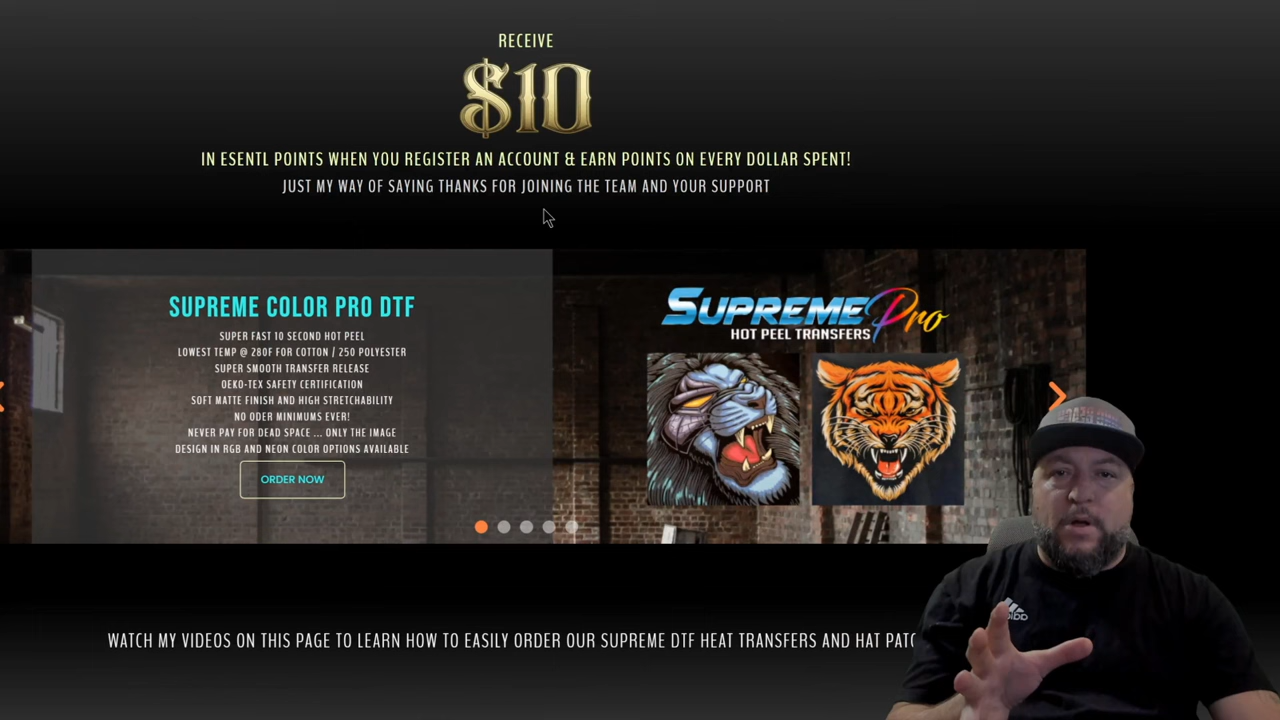 RECEIVE
$10
IN ESENTL POINTS WHEN YOU REGISTER AN ACCOUNT & EARN POINTS ON EVERY DOLLAR SPENT!
JUST MY WAY OF SAYING THANKS FOR JOINING THE TEAM AND YOUR SUPPORT
SUPREME COLOR PRO DTF
SUPER FAST 10 SECOND HOT PEEL
LOWEST TEMP @ 280F FOR COTTON / 250 POLYESTER
SUPER SMOOTH TRANSFER RELEASE
OEKO-TEX SAFETY CERTIFICATION
SOFT MATTE FINISH AND HIGH STRETCHABILITY
NO ODER MINIMUMS EVER!
NEVER PAY FOR DEAD SPACE ... ONLY THE IMAGE
DESIGN IN RGB AND NEON COLOR OPTIONS AVAILABLE
ORDER NOW
SUPREME Pro
HOT PEEL TRANSFERS
WATCH MY VIDEOS ON THIS PAGE TO LEARN HOW TO EASILY ORDER OUR SUPREME DTF HEAT TRANSFERS AND HAT
adidas